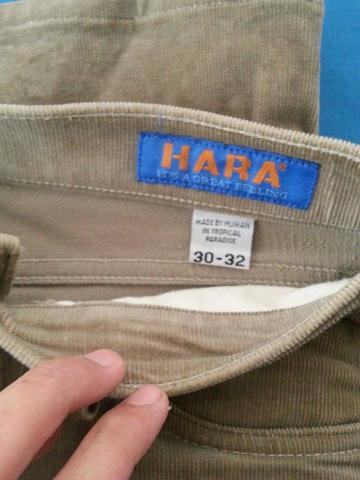 HARA®
IT'S A GREAT FEELING
MADE BY HUMAN
IN TROPICAL
PARADISE
30-32